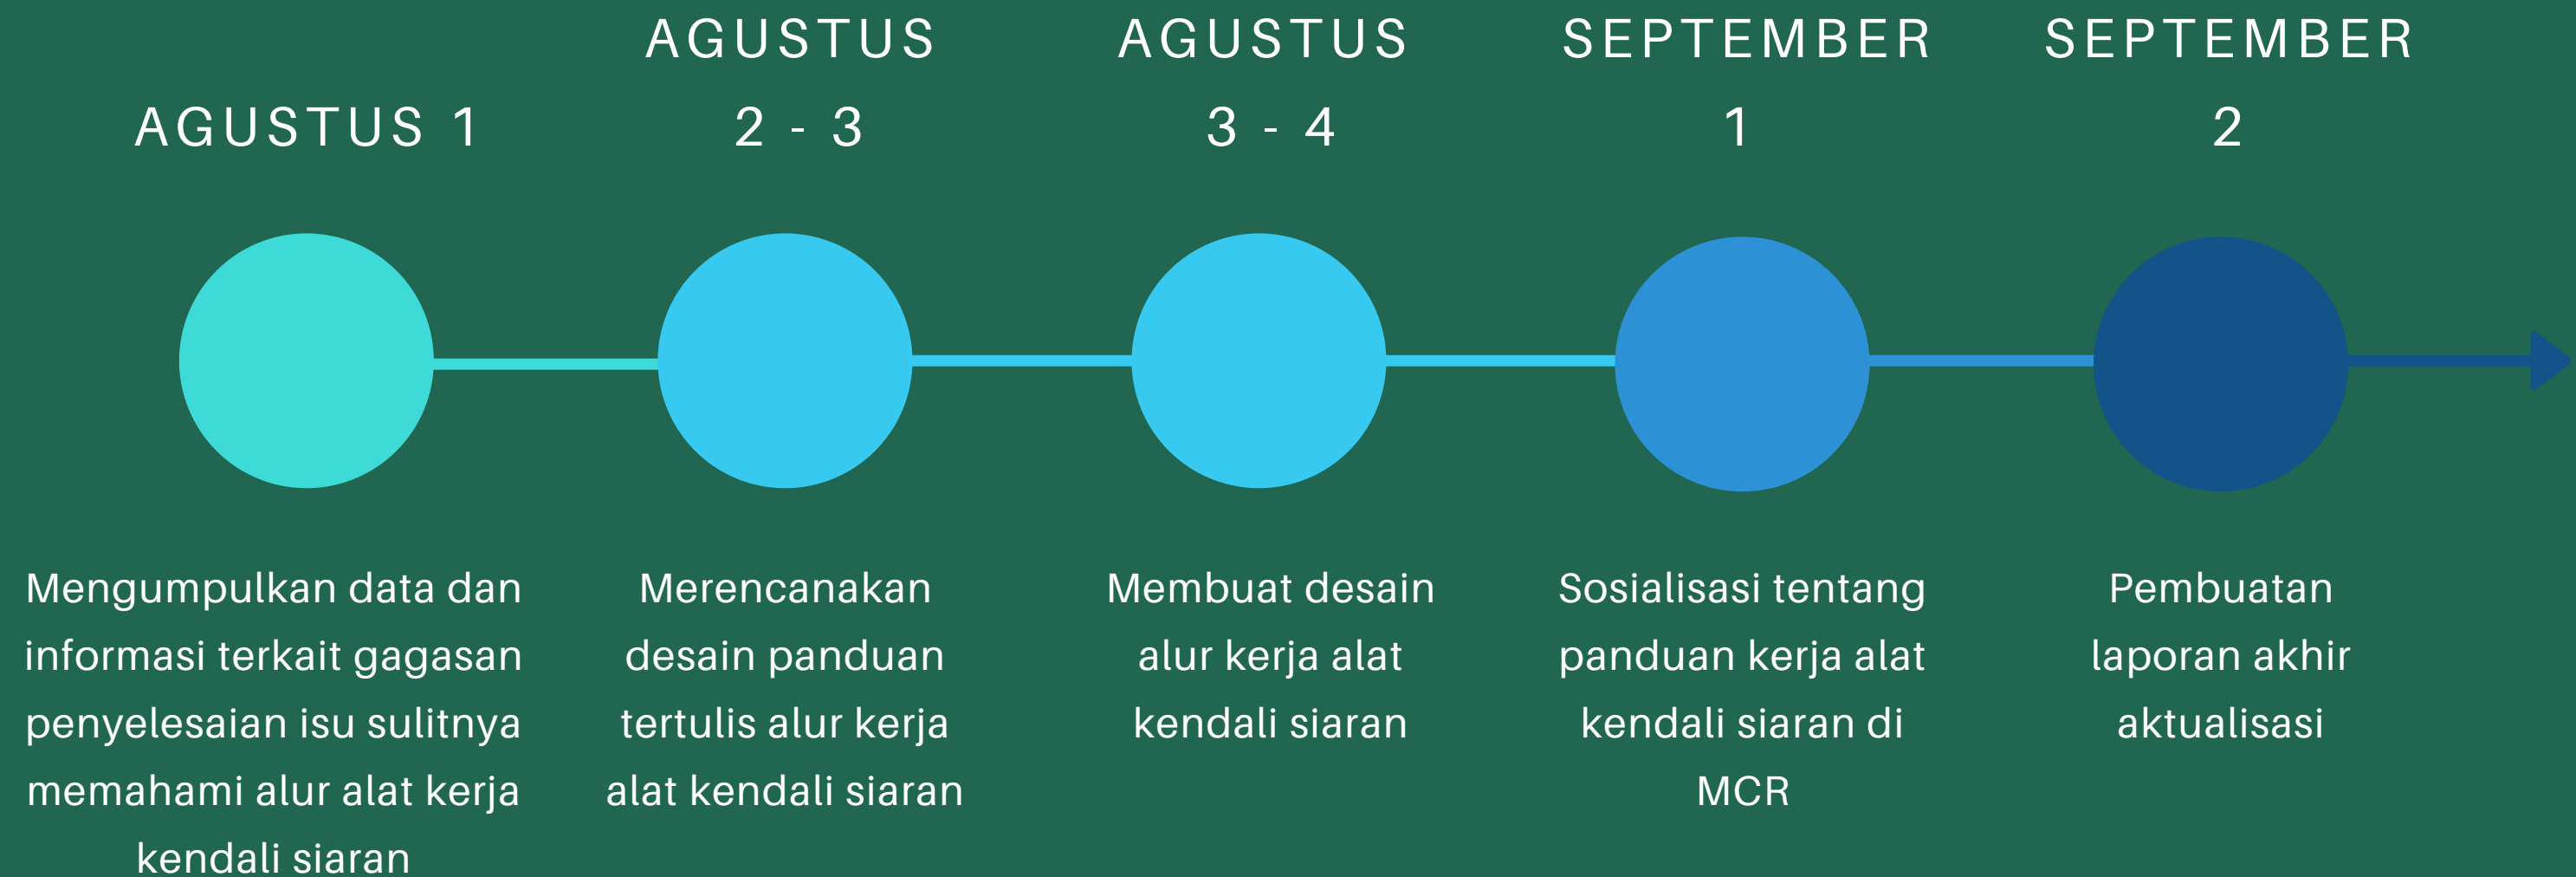 AGUSTUS 1
AGUSTUS
2 - 3
AGUSTUS
3 - 4
SEPTEMBER
1
SEPTEMBER
2
Mengumpulkan data dan
informasi terkait gagasan
penyelesaian isu sulitnya
memahami alur alat kerja
kendali siaran
Merencanakan
desain panduan
tertulis alur kerja
alat kendali siaran
Membuat desain
alur kerja alat
kendali siaran
Sosialisasi tentang
panduan kerja alat
kendali siaran di
MCR
Pembuatan
laporan akhir
aktualisasi